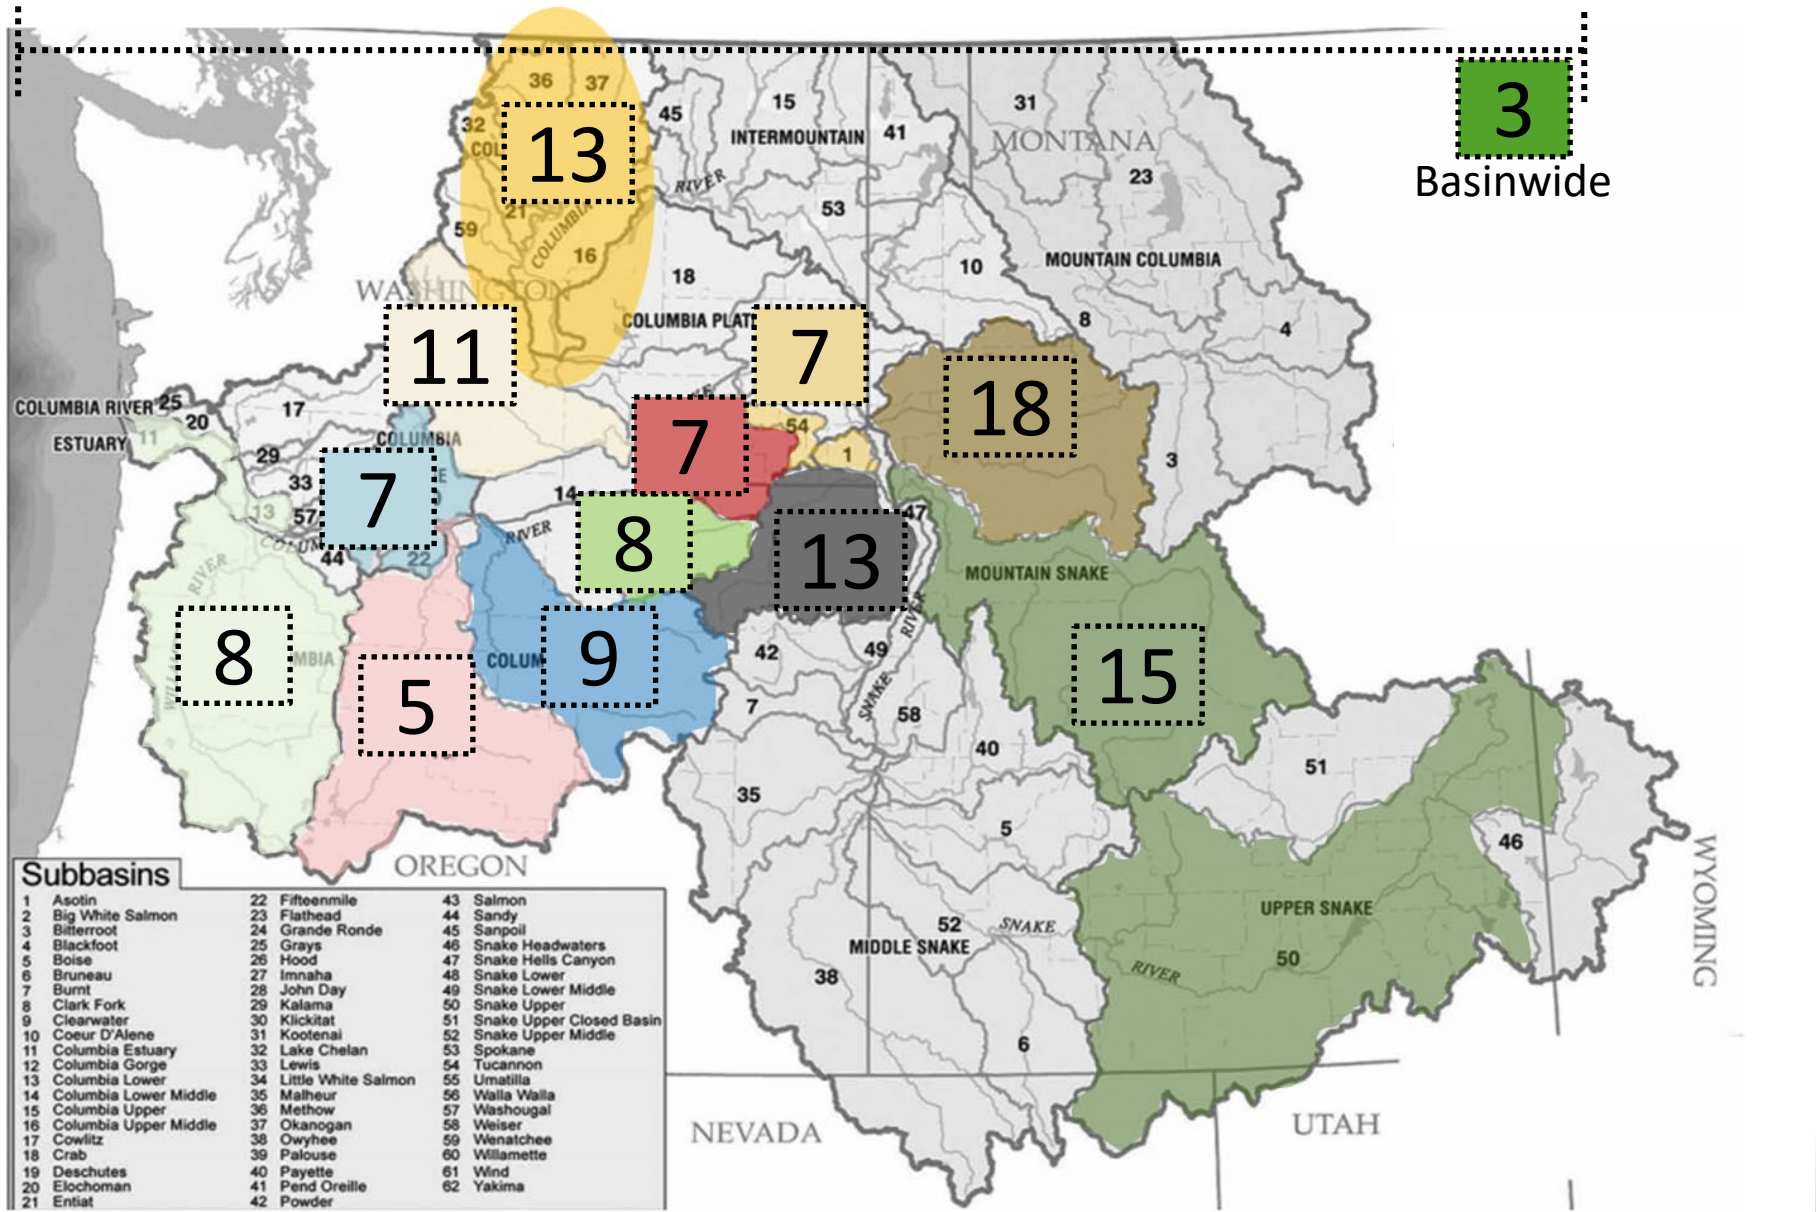 36
37
3
Basinwide
45
15
31
41
32
COL
13
INTERMOUNTAIN
MONTANA
RIVER
23
21
COLUMBIA
53
59
16
18
10
MOUNTAIN COLUMBIA
WASHINGTON
COLUMBIA PLAT
8
4
11
7
18
COLUMBIA RIVER
ESTUARY
25
20
17
11
COLUMBIA
7
54
1
29
33
3
7
14
13
57
47
RIVER
8
13
COLUM
44
22
RIVER
MOUNTAIN SNAKE
RIVER
8
MBIA
5
COLUM
9
42
49
15
SNAKE
7
58
40
51
35
5
46
OREGON
WYOMING
52
SNAKE
UPPER SNAKE
MIDDLE SNAKE
38
50
RIVER
6
NEVADA
UTAH
Subbasins
1 Asotin
2 Big White Salmon
3 Bitterroot
4 Blackfoot
5 Boise
6 Bruneau
7 Burnt
8 Clark Fork
9 Clearwater
10 Coeur D'Alene
11 Columbia Estuary
12 Columbia Gorge
13 Columbia Lower
14 Columbia Lower Middle
15 Columbia Upper
16 Columbia Upper Middle
17 Cowlitz
18 Crab
19 Deschutes
20 Elochoman
21 Entiat
22 Fifteenmile
23 Flathead
24 Grande Ronde
25 Grays
26 Hood
27 Imnaha
28 John Day
29 Kalama
30 Klickitat
31 Kootenai
32 Lake Chelan
33 Lewis
34 Little White Salmon
35 Malheur
36 Methow
37 Okanogan
38 Owyhee
39 Palouse
40 Payette
41 Pend Oreille
42 Powder
43 Salmon
44 Sandy
45 Sanpoil
46 Snake Headwaters
47 Snake Hells Canyon
48 Snake Lower
49 Snake Lower Middle
50 Snake Upper
51 Snake Upper Closed Basin
52 Snake Upper Middle
53 Spokane
54 Tucannon
55 Umatilla
56 Walla Walla
57 Washougal
58 Weiser
59 Wenatchee
60 Willamette
61 Wind
62 Yakima